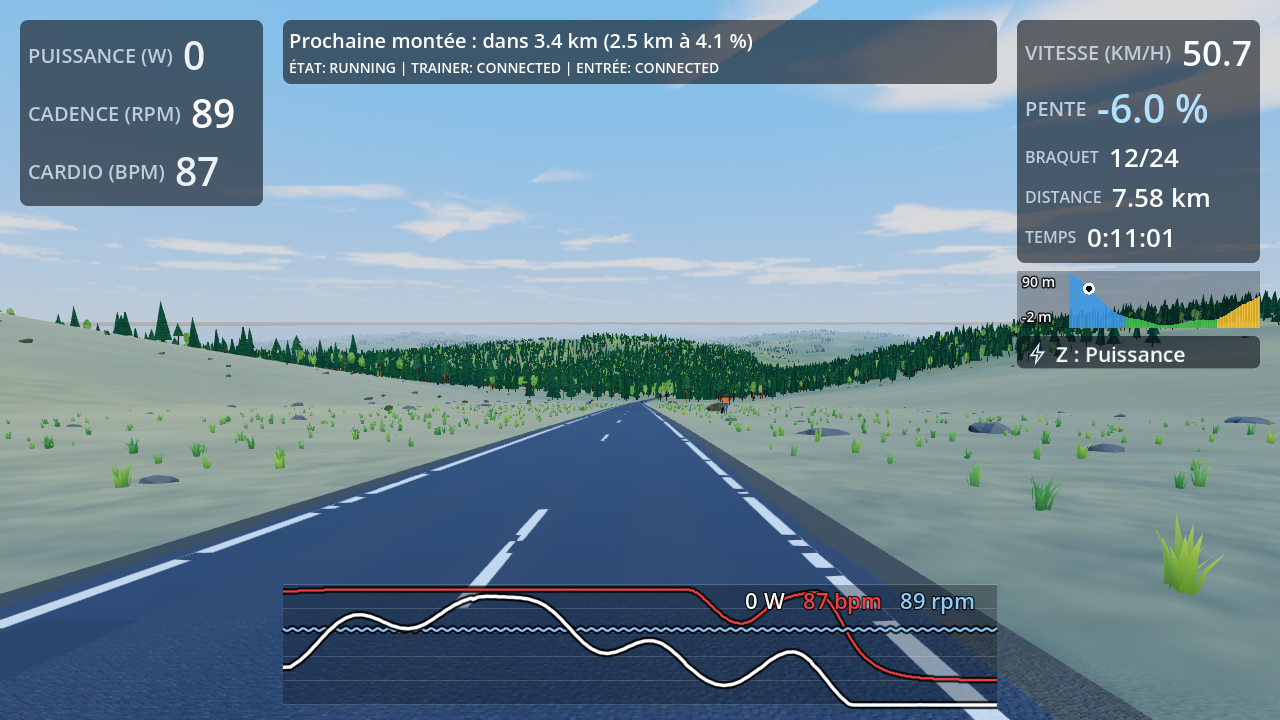 PUISSANCE (W) 0
CADENCE (RPM) 89
CARDIO (BPM) 87
Prochaine montée : dans 3.4 km (2.5 km à 4.1 %)
ÉTAT: RUNNING | TRAINER: CONNECTED | ENTRÉE: CONNECTED
VITESSE (KM/H) 50.7
PENTE -6.0 %
BRAQUET 12/24
DISTANCE 7.58 km
TEMPS 0:11:01
90 m
-2 m
Z : Puissance
0 W 87 bpm 89 rpm